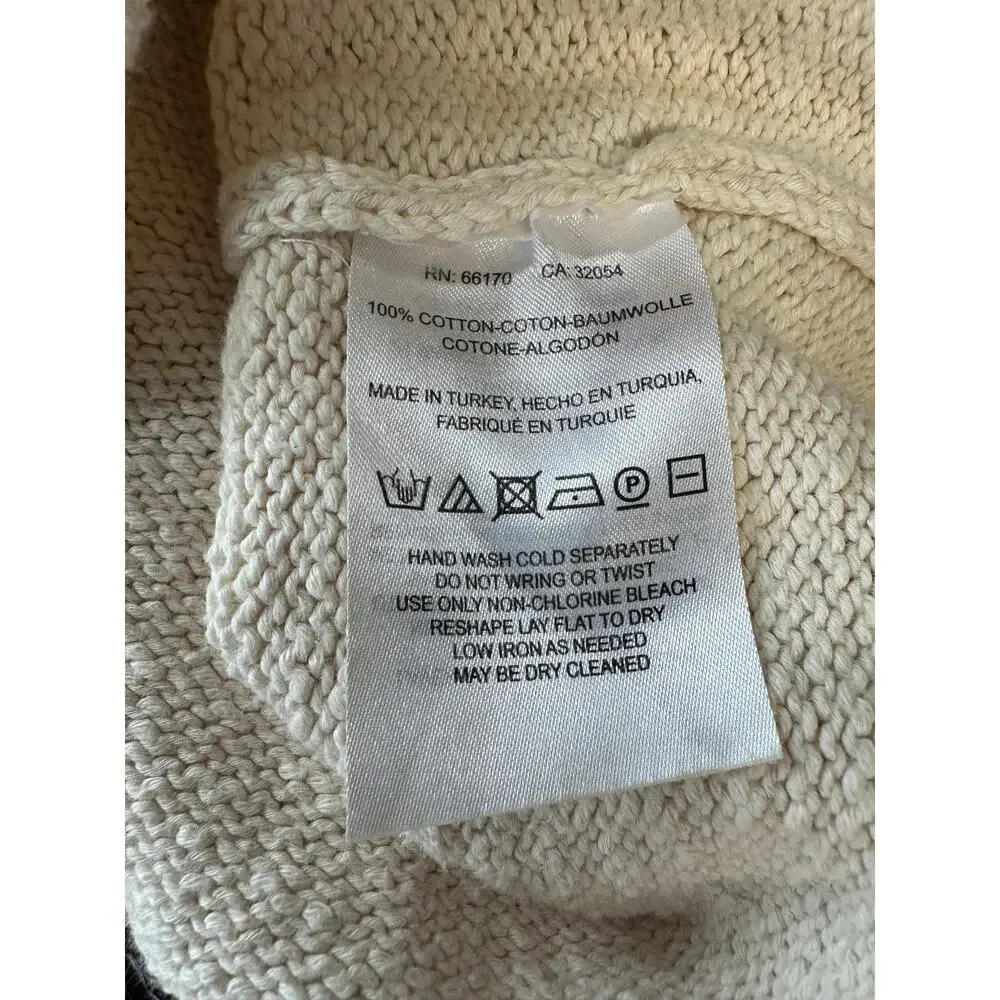 RN: 66170 CA: 32054
100% COTTON-COTON-BAUMWOLLE
COTONE-ALGODÓN
MADE IN TURKEY, HECHO EN TURQUIA,
FABRIQUÉ EN TURQUIE
P
HAND WASH COLD SEPARATELY
DO NOT WRING OR TWIST
USE ONLY NON-CHLORINE BLEACH
RESHAPE LAY FLAT TO DRY
LOW IRON AS NEEDED
MAY BE DRY CLEANED